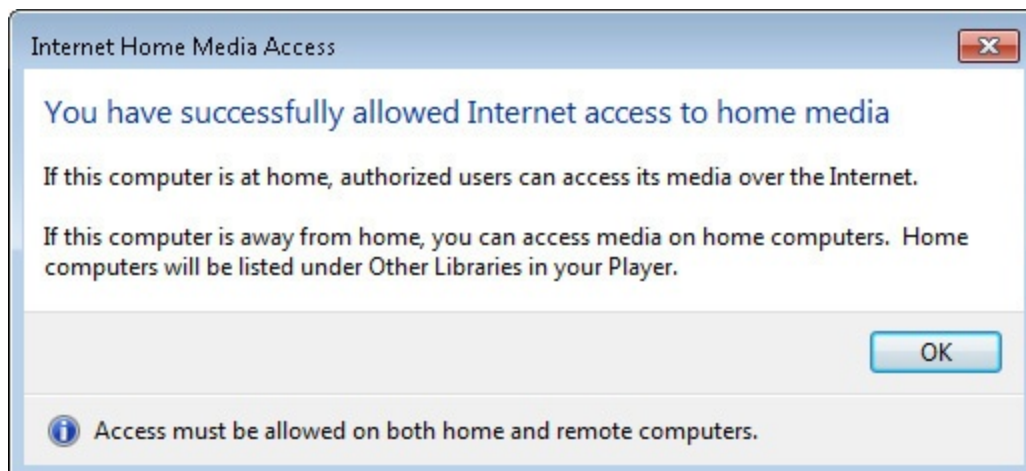 Internet Home Media Access
You have successfully allowed Internet access to home media
If this computer is at home, authorized users can access its media over the Internet.
If this computer is away from home, you can access media on home computers.  Home
computers will be listed under Other Libraries in your Player.
OK
Access must be allowed on both home and remote computers.